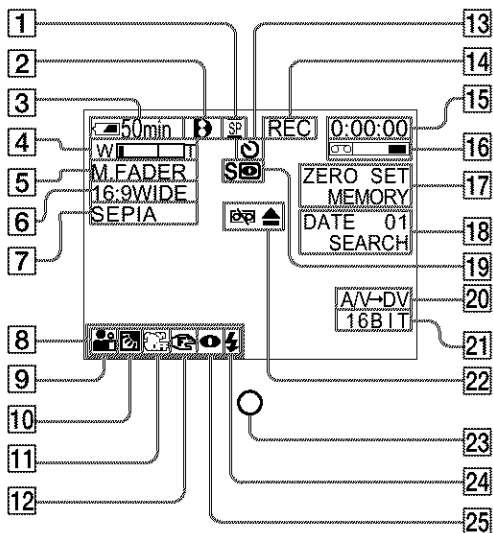 1
2
3
4
5
6
7
8
9
10
11
12
13
14
15
16
17
18
19
20
21
22
23
24
25
50min
SP
REC
0:00:00
W T
M.FADER
16:9WIDE
SEPIA
S
ZERO SET
MEMORY
DATE 01
SEARCH
A/V→DV
16BIT